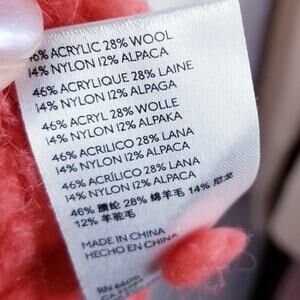 46% ACRYLIC 28% WOOL
14% NYLON 12% ALPACA
46% ACRYLIQUE 28% LAINE
14% NYLON 12% ALPAGA
46% ACRYL 28% WOLLE
14% NYLON 12% ALPAKA
46% ACRILICO 28% LANA
14% NYLON 12% ALPACA
46% ACRÍLICO 28% LANA
14% NYLON 12% ALPACA
46% 腈纶 28% 绵羊毛 14% 尼龙
12% 羊驼毛
MADE IN CHINA
HECHO EN CHINA
RN